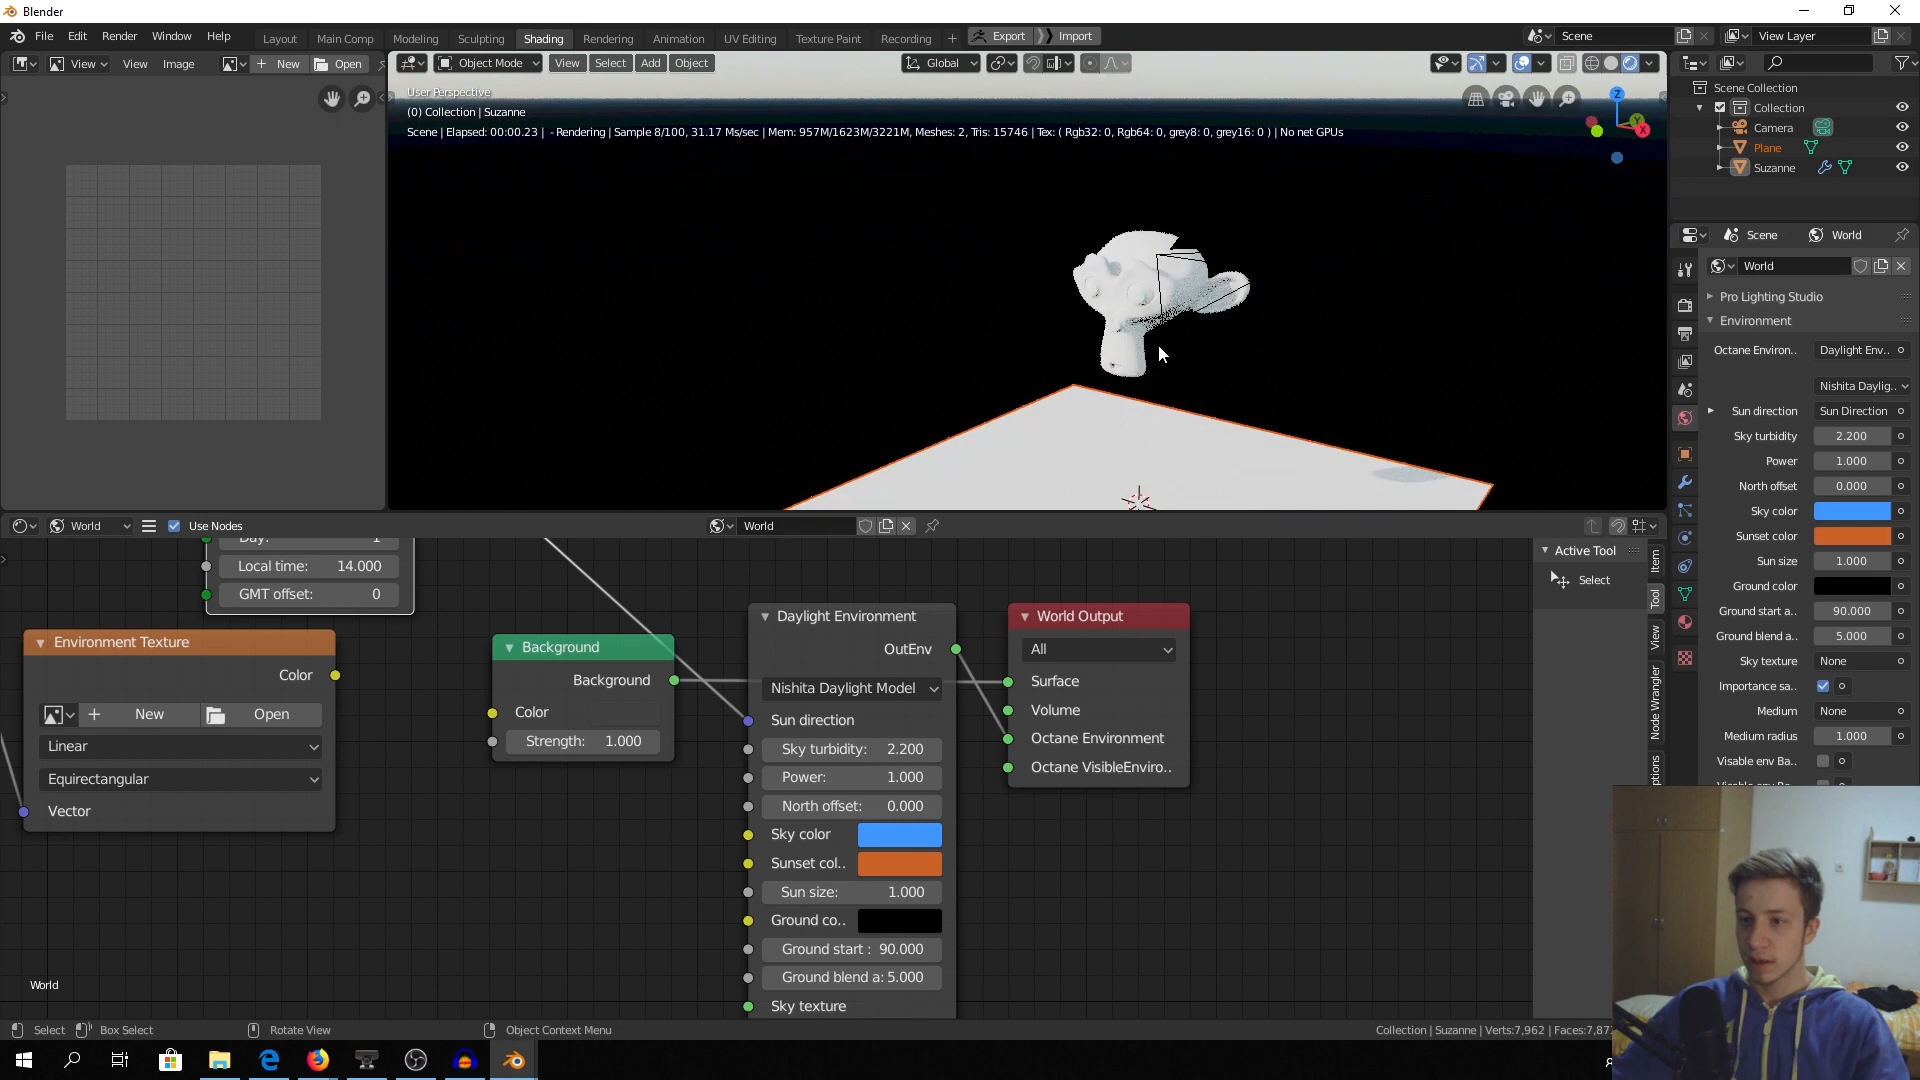 Blender
File Edit Render Window Help
Layout Main Comp Modeling Sculpting Shading Rendering Animation UV Editing Texture Paint Recording Export Import
Scene View Layer
View View Image New Open
Object Mode View Select Add Object Global
User Perspective
(0) Collection | Suzanne
Scene | Elapsed: 00:00.23 | - Rendering | Sample 8/100, 31.17 Ms/sec | Mem: 957M/1623M/3221M, Meshes: 2, Tris: 15746 | Tex: ( Rgb32: 0, Rgb64: 0, grey8: 0, grey16: 0 ) | No net GPUs
Z
Y
X
Scene Collection
Collection
Camera
Plane
Suzanne
Scene World
World
Pro Lighting Studio
Environment
Octane Environ.. Daylight Env..
Nishita Daylig..
Sun direction Sun Direction
Sky turbidity 2.200
Power 1.000
North offset 0.000
Sky color
Sunset color
Sun size 1.000
Ground color
Ground start a.. 90.000
Ground blend a.. 5.000
Sky texture None
Importance sa..
Medium None
Medium radius 1.000
Visable env Ba..
World Use Nodes World
Day: 1
Local time: 14.000
GMT offset: 0
Environment Texture
Color
New Open
Linear
Equirectangular
Vector
Background
Background
Color
Strength: 1.000
Daylight Environment
OutEnv
Nishita Daylight Model
Sun direction
Sky turbidity: 2.200
Power: 1.000
North offset: 0.000
Sky color
Sunset col..
Sun size: 1.000
Ground co..
Ground start : 90.000
Ground blend a: 5.000
Sky texture
World Output
All
Surface
Volume
Octane Environment
Octane VisibleEnviro..
Active Tool
Select
Item
Tool
View
Node Wrangler
World
Select Box Select Rotate View Object Context Menu
Collection | Suzanne | Verts:7,962 | Faces:7,87